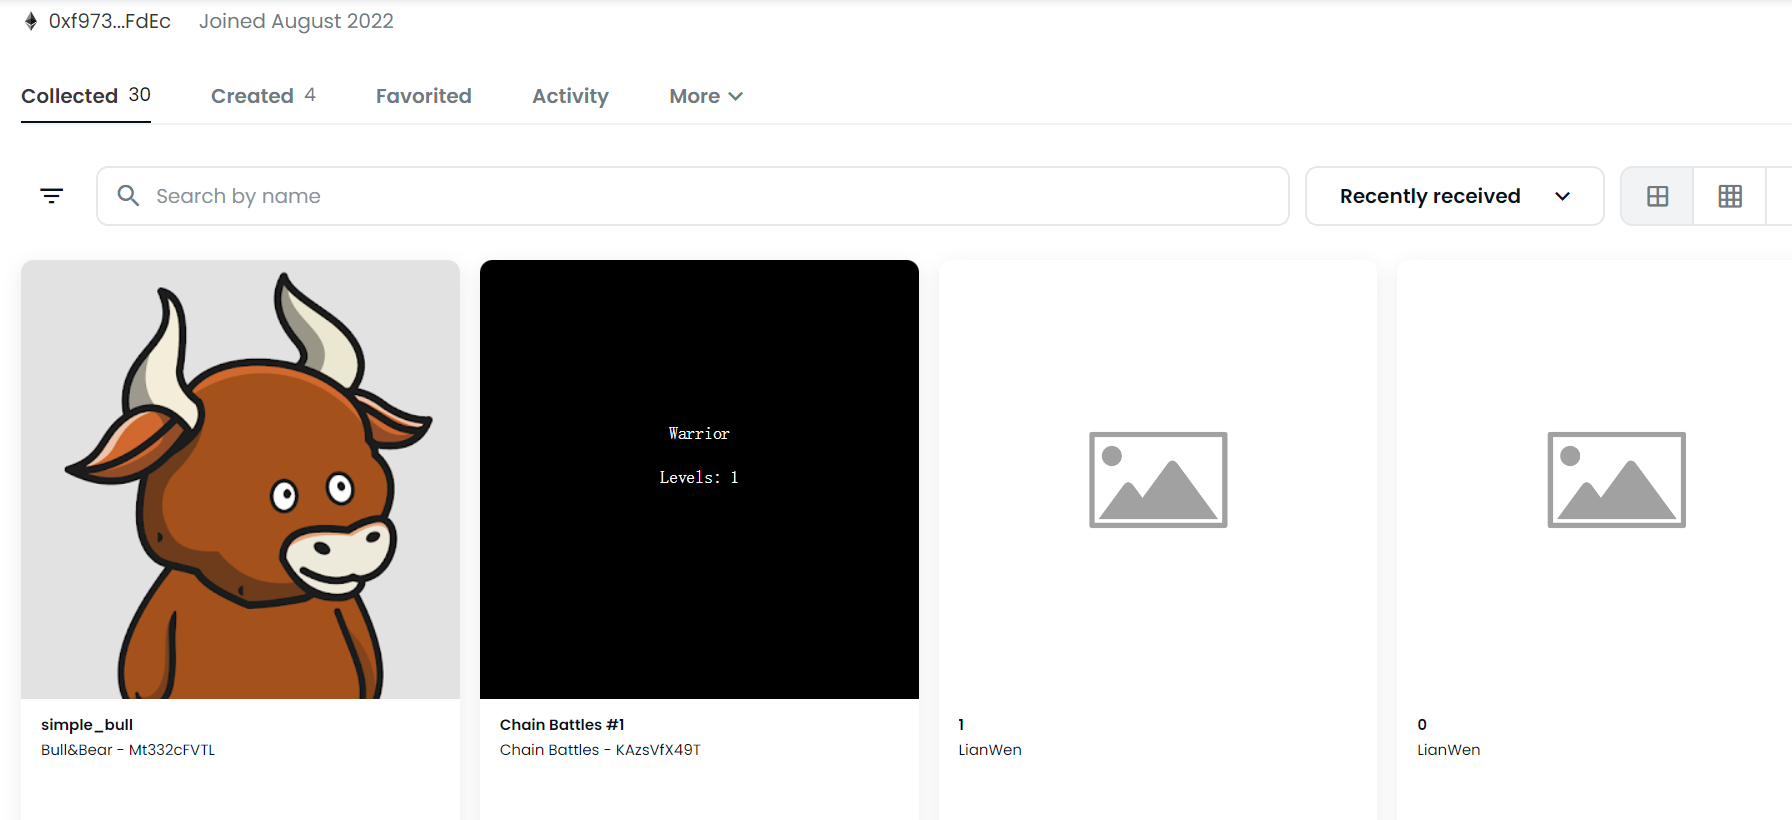 0xf973...FdEc Joined August 2022
Collected 30 Created 4 Favorited Activity More
Search by name Recently received
Warrior
Levels: 1
simple_bull
Bull&Bear - Mt332cFVTL
Chain Battles #1
Chain Battles - KAzsVfX49T
1
LianWen
0
LianWen